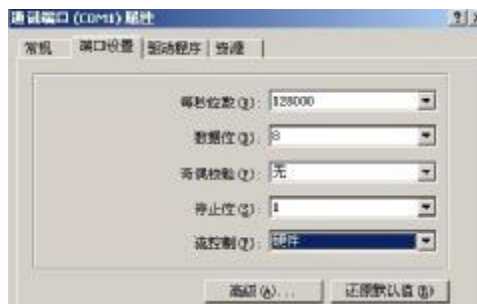 通讯端口 (COM1) 属性
常规 端口设置 驱动程序 资源
每秒位数(B): 128000
数据位(D): 8
奇偶校验(P): 无
停止位(S): 1
流控制(F): 硬件
高级(A)... 还原默认值(R)